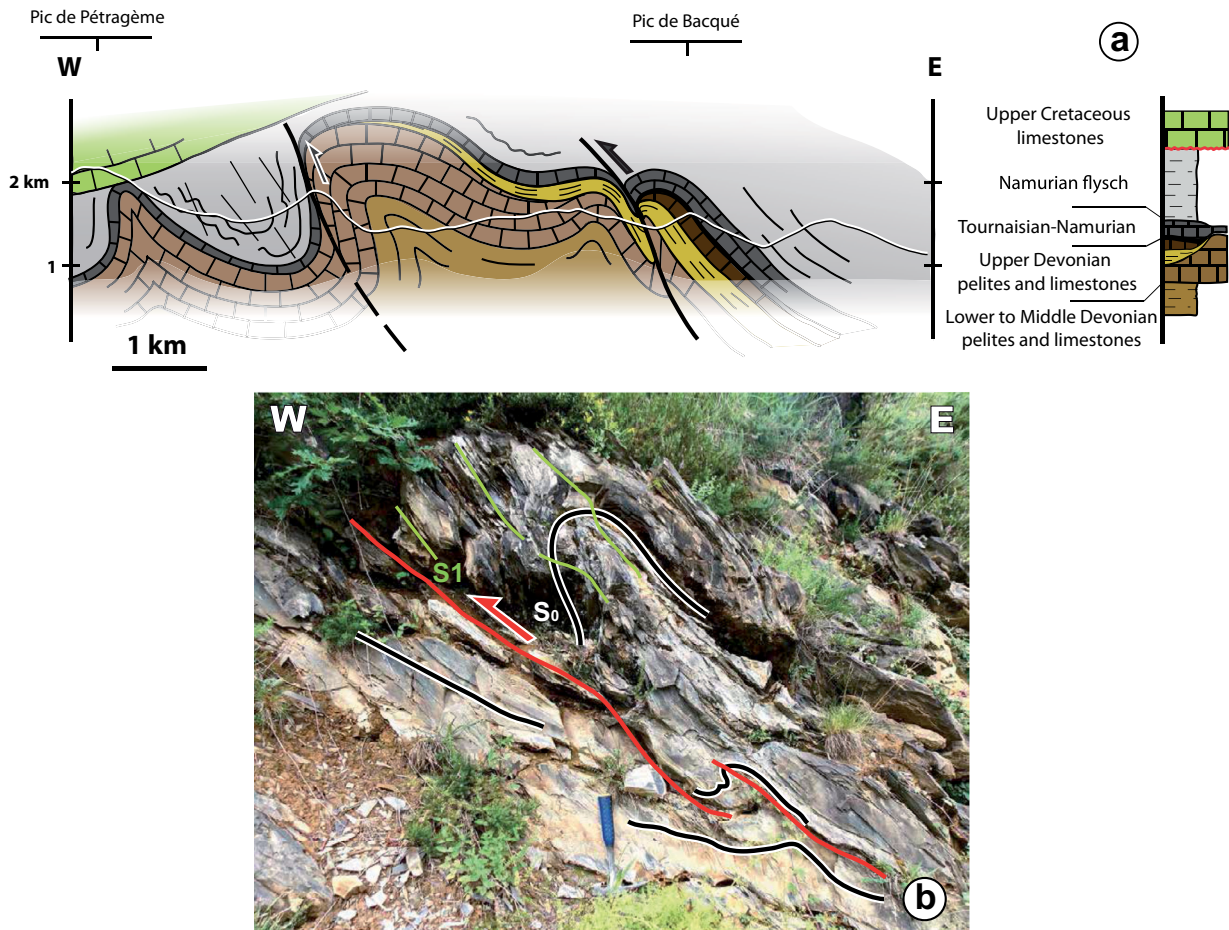 Pic de Pétragème
Pic de Bacqué
a
W
E
2 km
1
1 km
Upper Cretaceous
limestones
Namurian flysch
Tournaisian-Namurian
Upper Devonian
pelites and limestones
Lower to Middle Devonian
pelites and limestones
W
E
S1
S0
b